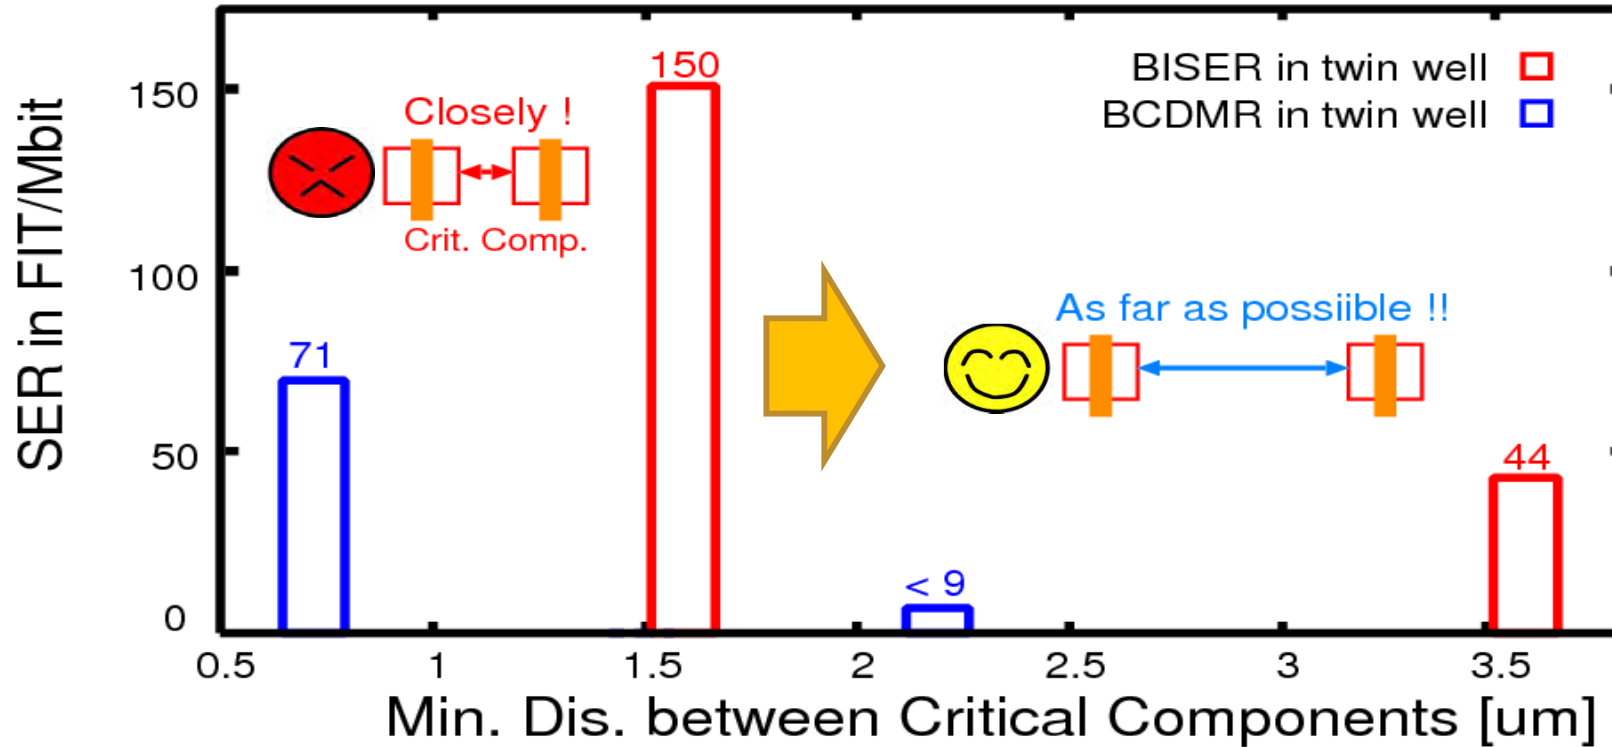 150
BISER in twin well
BCDMR in twin well
150
Closely !
Crit. Comp.
SER in FIT/Mbit
100
As far as possiible !!
71
50
44
< 9
0
0.5
1
1.5
2
2.5
3
3.5
Min. Dis. between Critical Components [um]